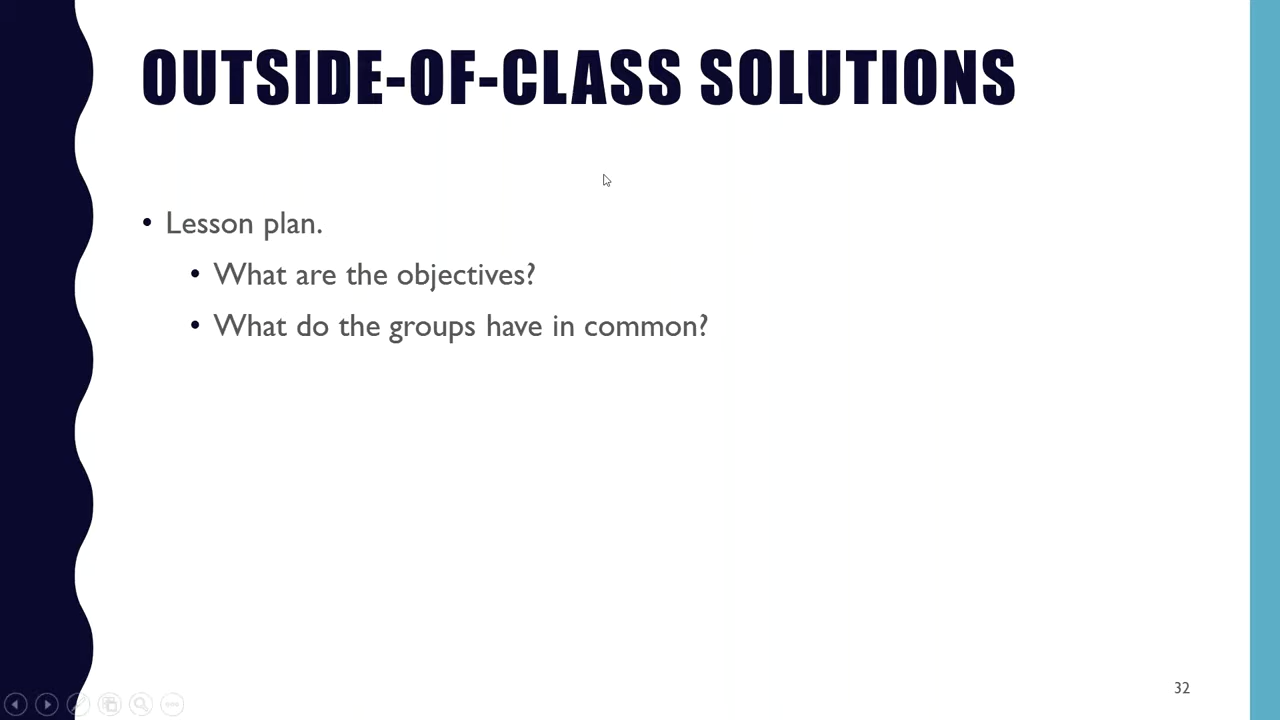 OUTSIDE-OF-CLASS SOLUTIONS
• Lesson plan.
• What are the objectives?
• What do the groups have in common?
32